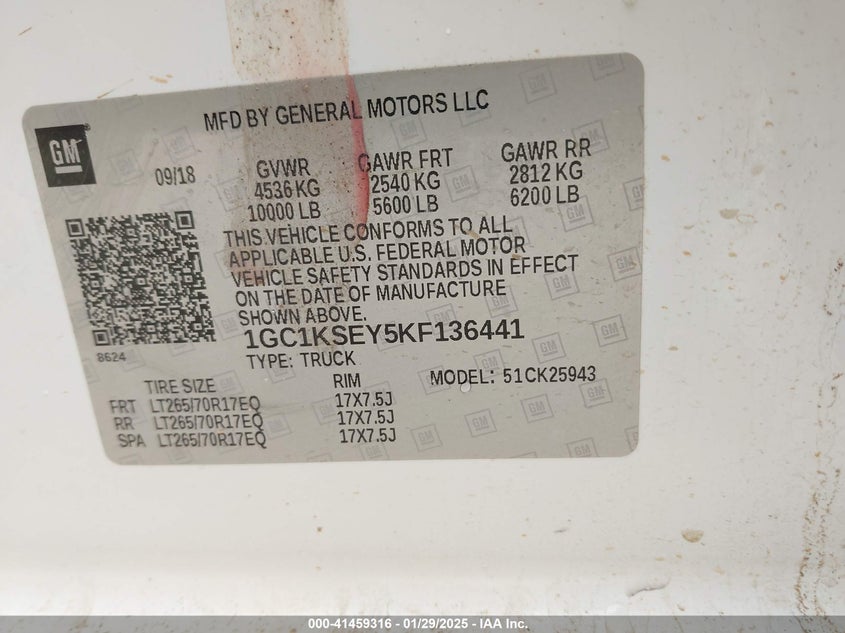 MFD BY GENERAL MOTORS LLC
GM
09/18
GVWR GAWR FRT GAWR RR
4536 KG 2540 KG 2812 KG
10000 LB 5600 LB 6200 LB
THIS VEHICLE CONFORMS TO ALL
APPLICABLE U.S. FEDERAL MOTOR
VEHICLE SAFETY STANDARDS IN EFFECT
ON THE DATE OF MANUFACTURE
SHOWN ABOVE.
1GC1KSEY5KF136441
8624
TYPE: TRUCK
MODEL: 51CK25943
TIRE SIZE RIM
FRT LT265/70R17EQ 17X7.5J
RR LT265/70R17EQ 17X7.5J
SPA LT265/70R17EQ 17X7.5J
000-41459316 - 01/29/2025 - IAA, Inc.